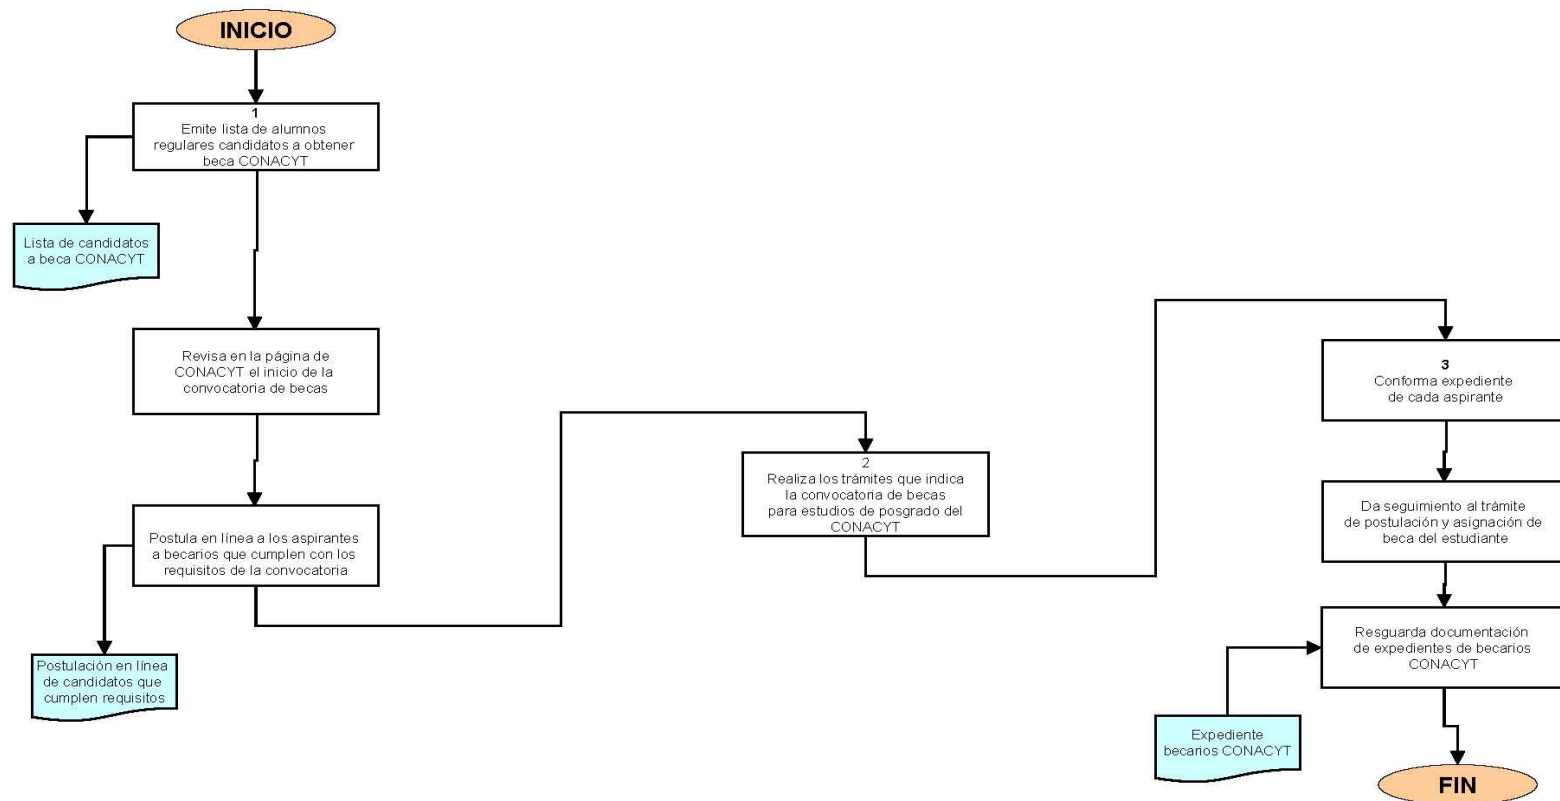 INICIO
1
Emite lista de alumnos
regulares candidatos a obtener
beca CONACYT
Lista de candidatos
a beca CONACYT
Revisa en la página de
CONACYT el inicio de la
convocatoria de becas
Postula en línea a los aspirantes
a becarios que cumplen con los
requisitos de la convocatoria
Postulación en línea
de candidatos que
cumplen requisitos
2
Realiza los trámites que indica
la convocatoria de becas
para estudios de posgrado del
CONACYT
3
Conforma expediente
de cada aspirante
Da seguimiento al trámite
de postulación y asignación de
beca del estudiante
Resguarda documentación
de expedientes de becarios
CONACYT
Expediente
becarios CONACYT
FIN